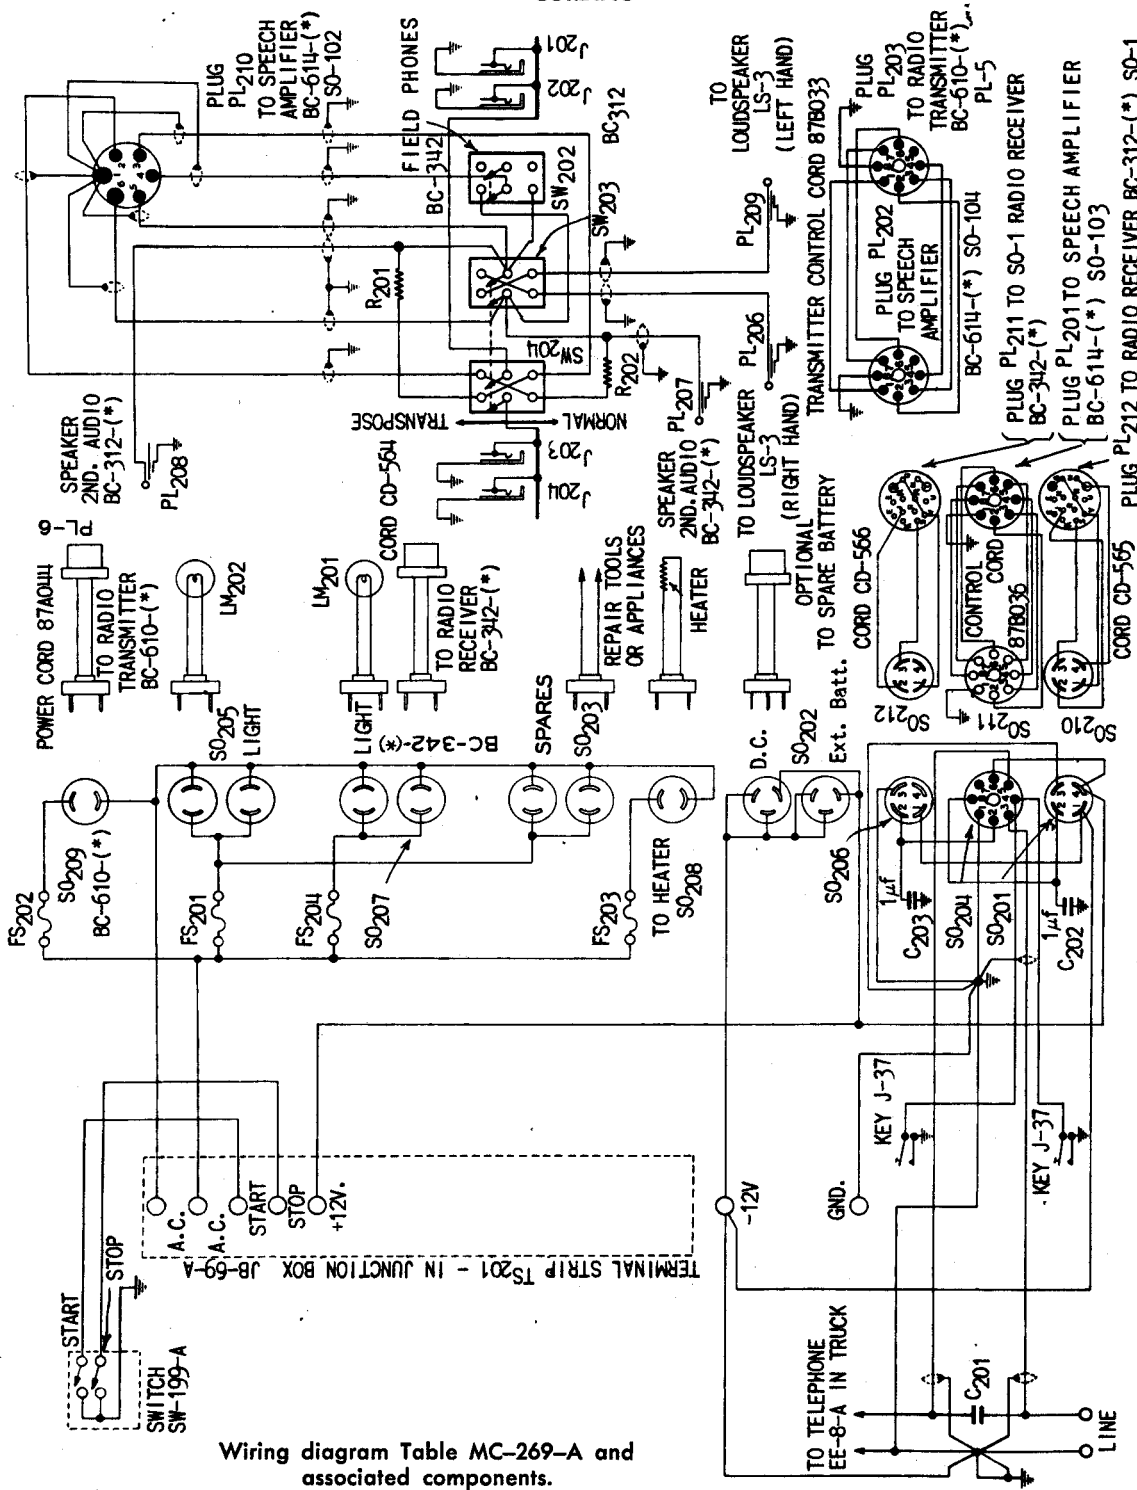 PLUG
PL210
TO SPEECH
AMPLIFIER
BC-614-(*)
SO-102
FIELD PHONES
BC-342
J201
J202
BC312
SW202
SW203
SW204
R201
R202
1
2
3
4
5
6
SPEAKER
2ND. AUDIO
BC-312-(*)
PL208
TRANSPOSE
NORMAL
J203
J204
PL207
SPEAKER
2ND. AUDIO
BC-342-(*)
PL206
TO LOUDSPEAKER
LS-3
(RIGHT HAND)
PL209
TO
LOUDSPEAKER
LS-3
(LEFT HAND)
TRANSMITTER CONTROL CORD 87B033
PLUG
PL203
TO RADIO
TRANSMITTER
BC-610-(*)
PL-5
PLUG PL202
TO SPEECH
AMPLIFIER
BC-614-(*) SO-104
PLUG PL211 TO SO-1 RADIO RECEIVER
BC-342-(*)
PLUG PL201 TO SPEECH AMPLIFIER
BC-614-(*) SO-103
PLUG PL212 TO RADIO RECEIVER BC-312-(*) SO-1
POWER CORD 87A044
PL-6
TO RADIO
TRANSMITTER
BC-610-(*)
LM202
LM201
CORD CD-564
TO RADIO
RECEIVER
BC-342-(*)
REPAIR TOOLS
OR APPLIANCES
HEATER
OPTIONAL
TO SPARE BATTERY
CORD CD-566
CONTROL
CORD
87B036
CORD CD-565
SO212
SO211
SO210
FS202
SO209
BC-610-(*)
SO205
LIGHT
FS201
LIGHT
BC-342-(*)
FS204
SO207
SPARES
SO203
FS203
TO HEATER
SO208
D.C.
SO202
Ext. Batt.
SO206
1µf
C203
SO204
SO201
1µf
C202
START
STOP
SWITCH
SW-199-A
A.C.
A.C.
START
STOP
+12V.
TERMINAL STRIP TS201 - IN JUNCTION BOX JB-69-A
-12V
GND.
KEY J-37
KEY J-37
TO TELEPHONE
EE-8-A IN TRUCK
C201
LINE
Wiring diagram Table MC–269–A and
associated components.